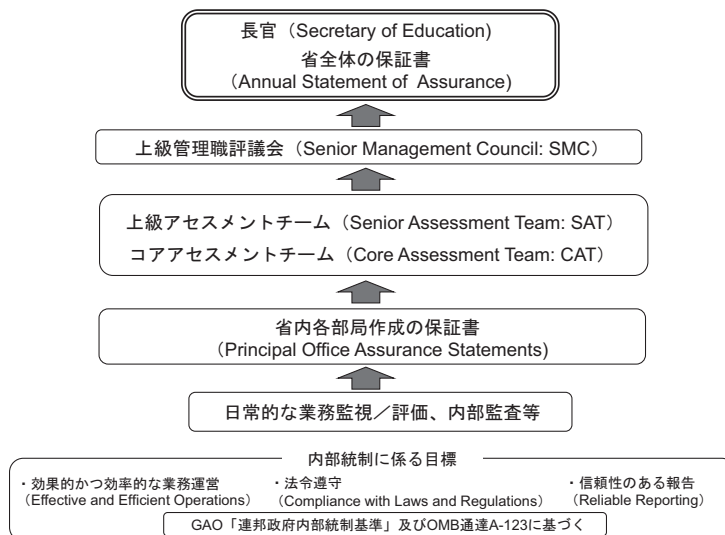 長官（Secretary of Education)
省全体の保証書
（Annual Statement of Assurance)
上級管理職評議会（Senior Management Council: SMC）
上級アセスメントチーム（Senior Assessment Team: SAT）
コアアセスメントチーム（Core Assessment Team: CAT）
省内各部局作成の保証書
（Principal Office Assurance Statements)
日常的な業務監視／評価、内部監査等
内部統制に係る目標
・効果的かつ効率的な業務運営
（Effective and Efficient Operations）
・法令遵守
（Compliance with Laws and Regulations）
・信頼性のある報告
（Reliable Reporting）
GAO「連邦政府内部統制基準」及びOMB通達A-123に基づく